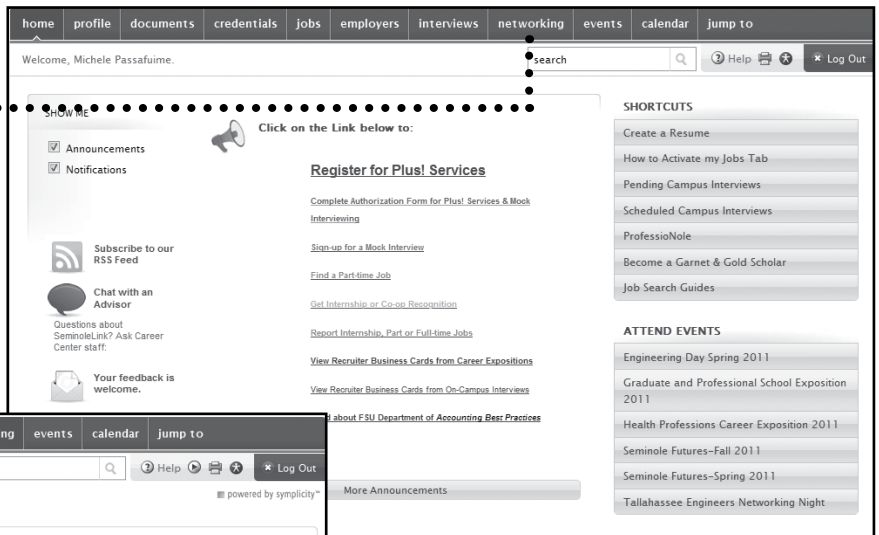 home profile documents credentials jobs employers interviews networking events calendar jump to
Welcome, Michele Passafuime.
search
Help
Log Out
SHOW ME
Announcements
Notifications
Subscribe to our
RSS Feed
Chat with an
Advisor
Questions about
SeminoleLink? Ask Career
Center staff:
Your feedback is
welcome.
Click on the Link below to:
Register for Plus! Services
Complete Authorization Form for Plus! Services & Mock
Interviewing
Sign-up for a Mock Interview
Find a Part-time Job
Get Internship or Co-op Recognition
Report Internship, Part or Full-time Jobs
View Recruiter Business Cards from Career Expositions
View Recruiter Business Cards from On-Campus Interviews
about FSU Department of Accounting Best Practices
More Announcements
SHORTCUTS
Create a Resume
How to Activate my Jobs Tab
Pending Campus Interviews
Scheduled Campus Interviews
ProfessioNole
Become a Garnet & Gold Scholar
Job Search Guides
ATTEND EVENTS
Engineering Day Spring 2011
Graduate and Professional School Exposition
2011
Health Professions Career Exposition 2011
Seminole Futures-Fall 2011
Seminole Futures-Spring 2011
Tallahassee Engineers Networking Night
ng events calendar jump to
Help
Log Out
powered by symplicity™